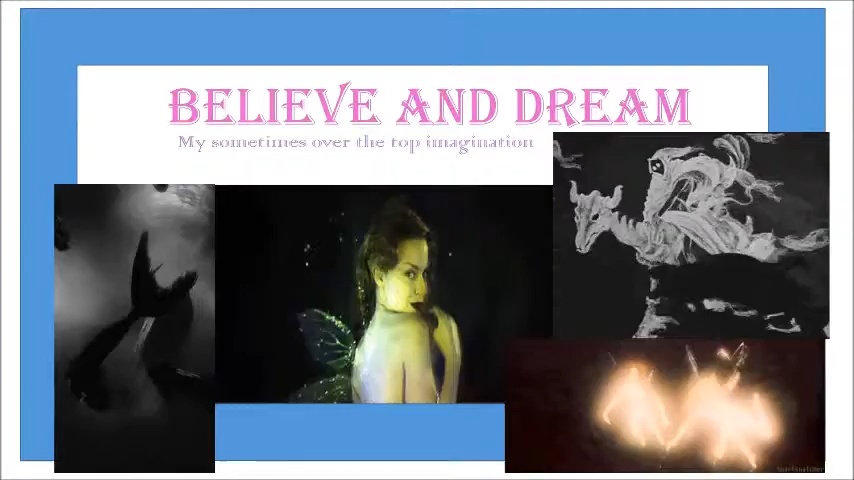 BELIEVE AND DREAM
My sometimes over the top imagination